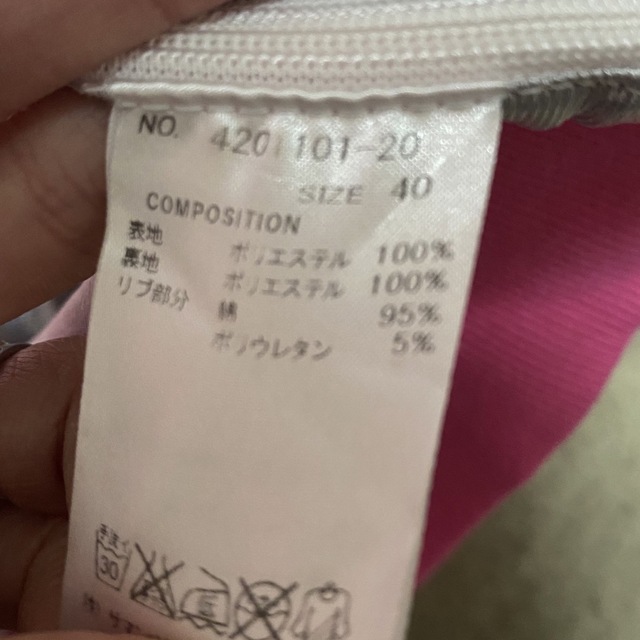 NO. 4201101-20
SIZE 40
COMPOSITION
表地 ポリエステル 100%
裏地 ポリエステル 100%
リブ部分 綿 95%
ポリウレタン 5%
30